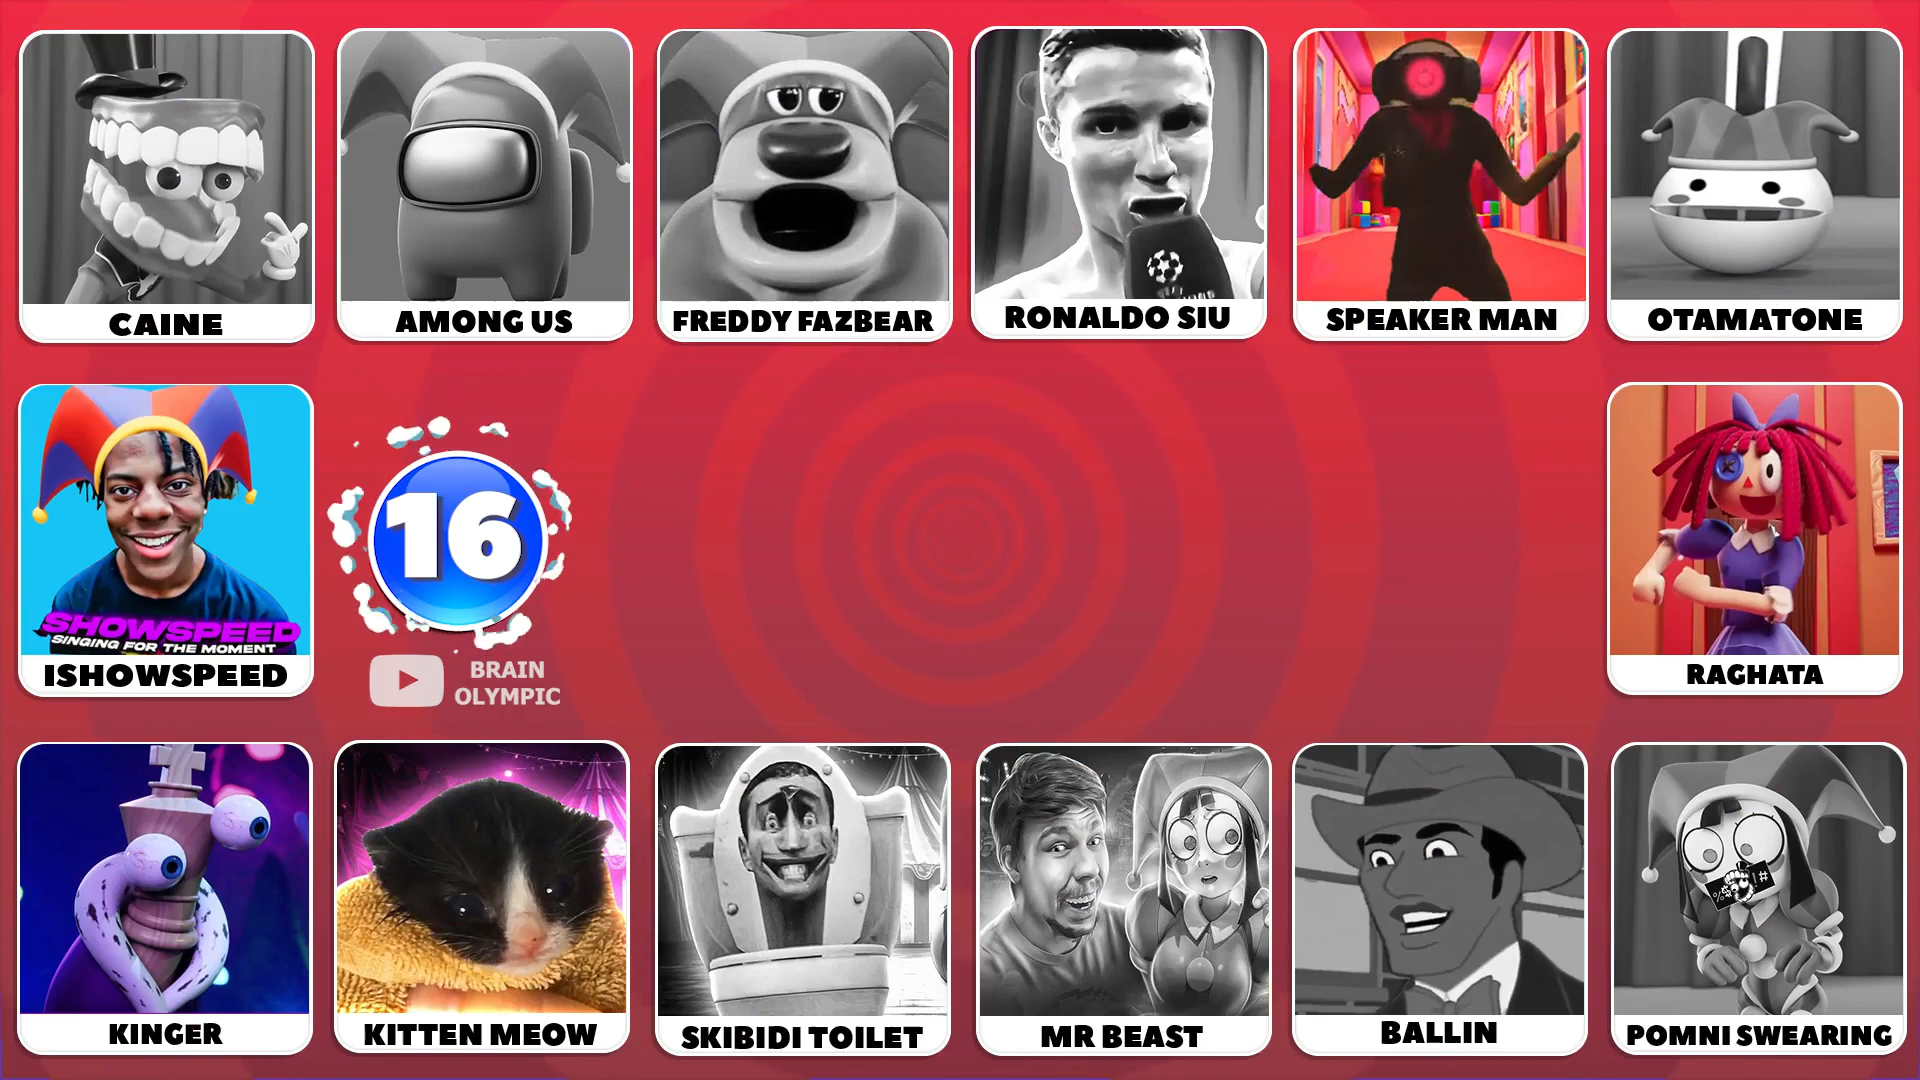 CAINE
AMONG US
FREDDY FAZBEAR
RONALDO SIU
SPEAKER MAN
OTAMATONE
SHOWSPEED
SINGING FOR THE MOMENT
ISHOWSPEED
16
BRAIN
OLYMPIC
RAGHATA
KINGER
KITTEN MEOW
SKIBIDI TOILET
MR BEAST
BALLIN
POMNI SWEARING